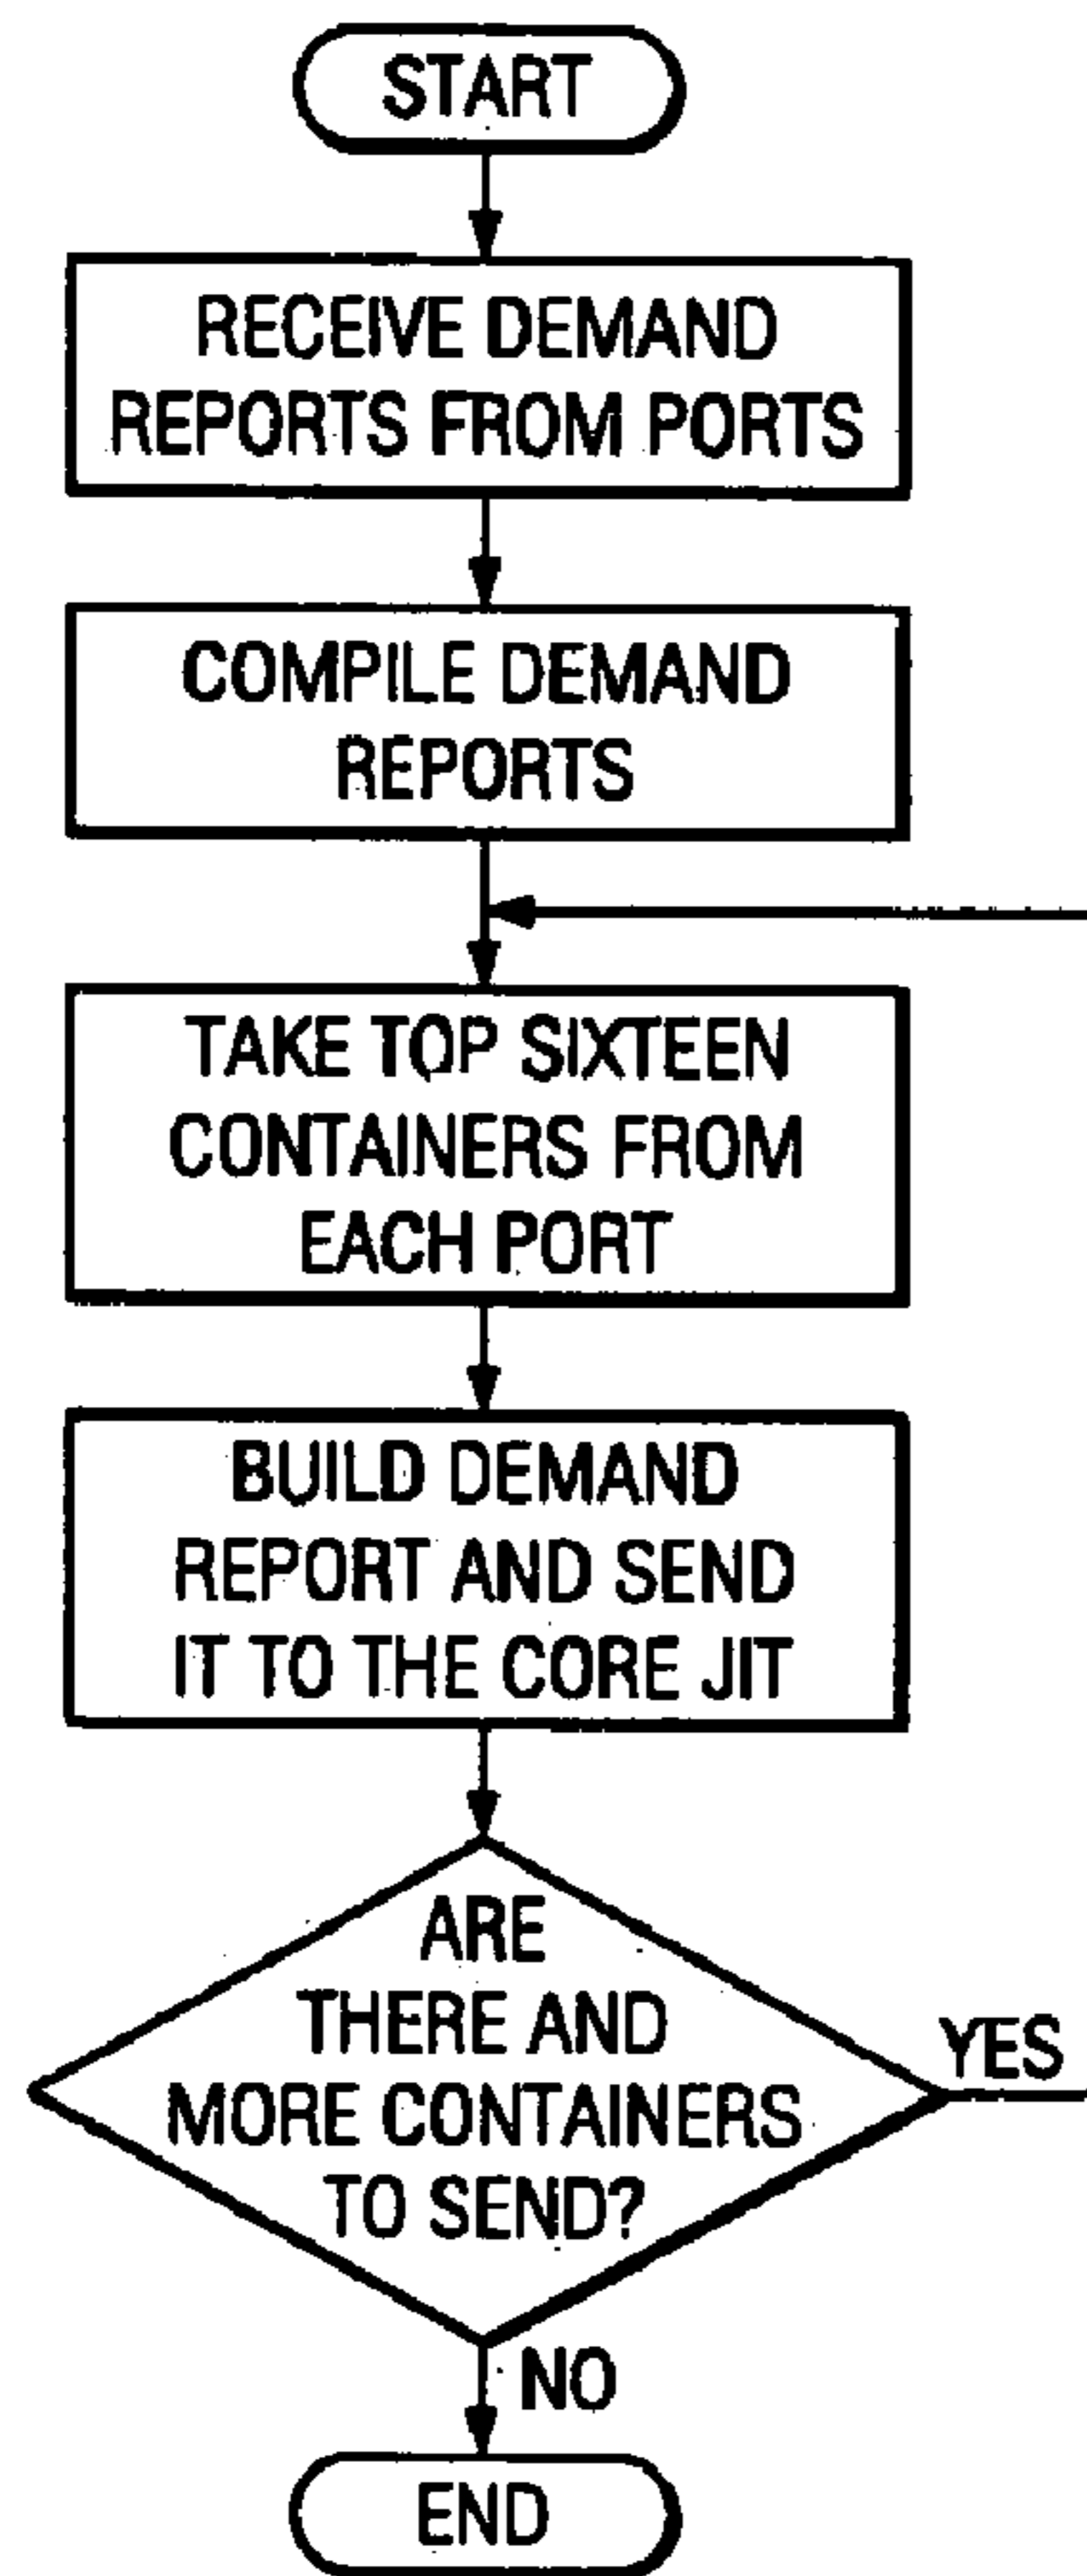 START
RECEIVE DEMAND
REPORTS FROM PORTS
COMPILE DEMAND
REPORTS
TAKE TOP SIXTEEN
CONTAINERS FROM
EACH PORT
BUILD DEMAND
REPORT AND SEND
IT TO THE CORE JIT
ARE
THERE AND
MORE CONTAINERS
TO SEND?
YES
NO
END